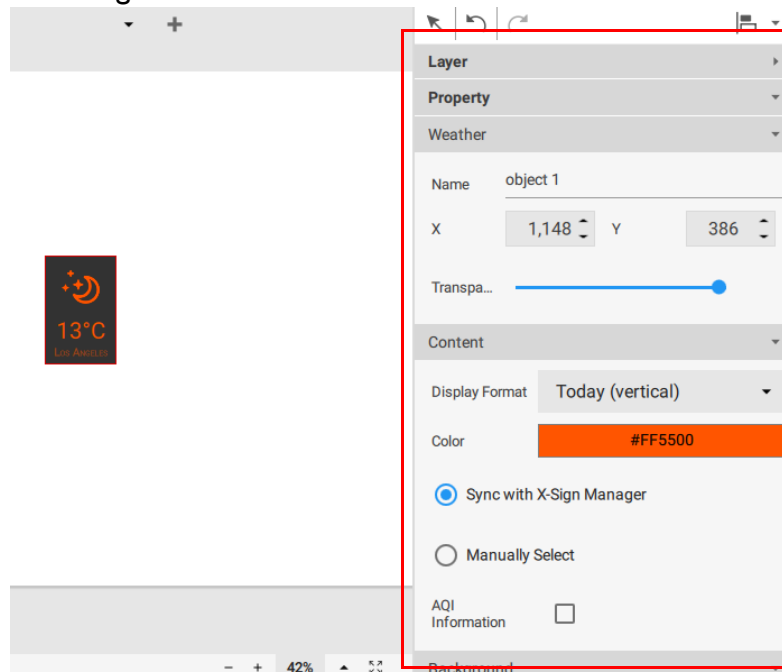 Layer
Property
Weather
Name object 1
X 1,148 Y 386
Transpa...
13°C
Los Angeles
Content
Display Format Today (vertical)
Color #FF5500
Sync with X-Sign Manager
Manually Select
AQI
Information
- + 42%
Background